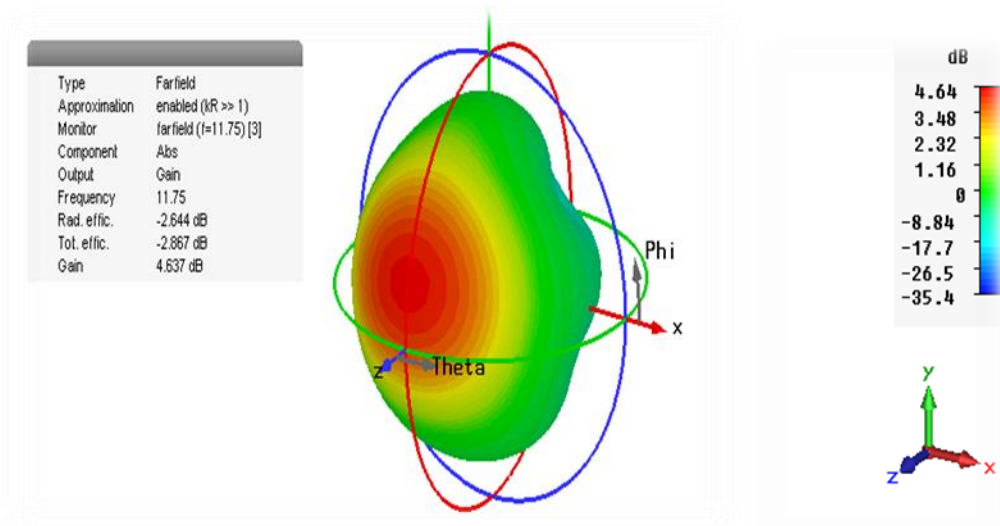 Type Farfield
Approximation enabled (kR >> 1)
Monitor farfield (f=11.75) [3]
Component Abs
Output Gain
Frequency 11.75
Rad. effic. -2.644 dB
Tot. effic. -2.867 dB
Gain 4.637 dB
Phi
x
z
Theta
dB
4.64
3.48
2.32
1.16
0
-8.84
-17.7
-26.5
-35.4
y
z
x